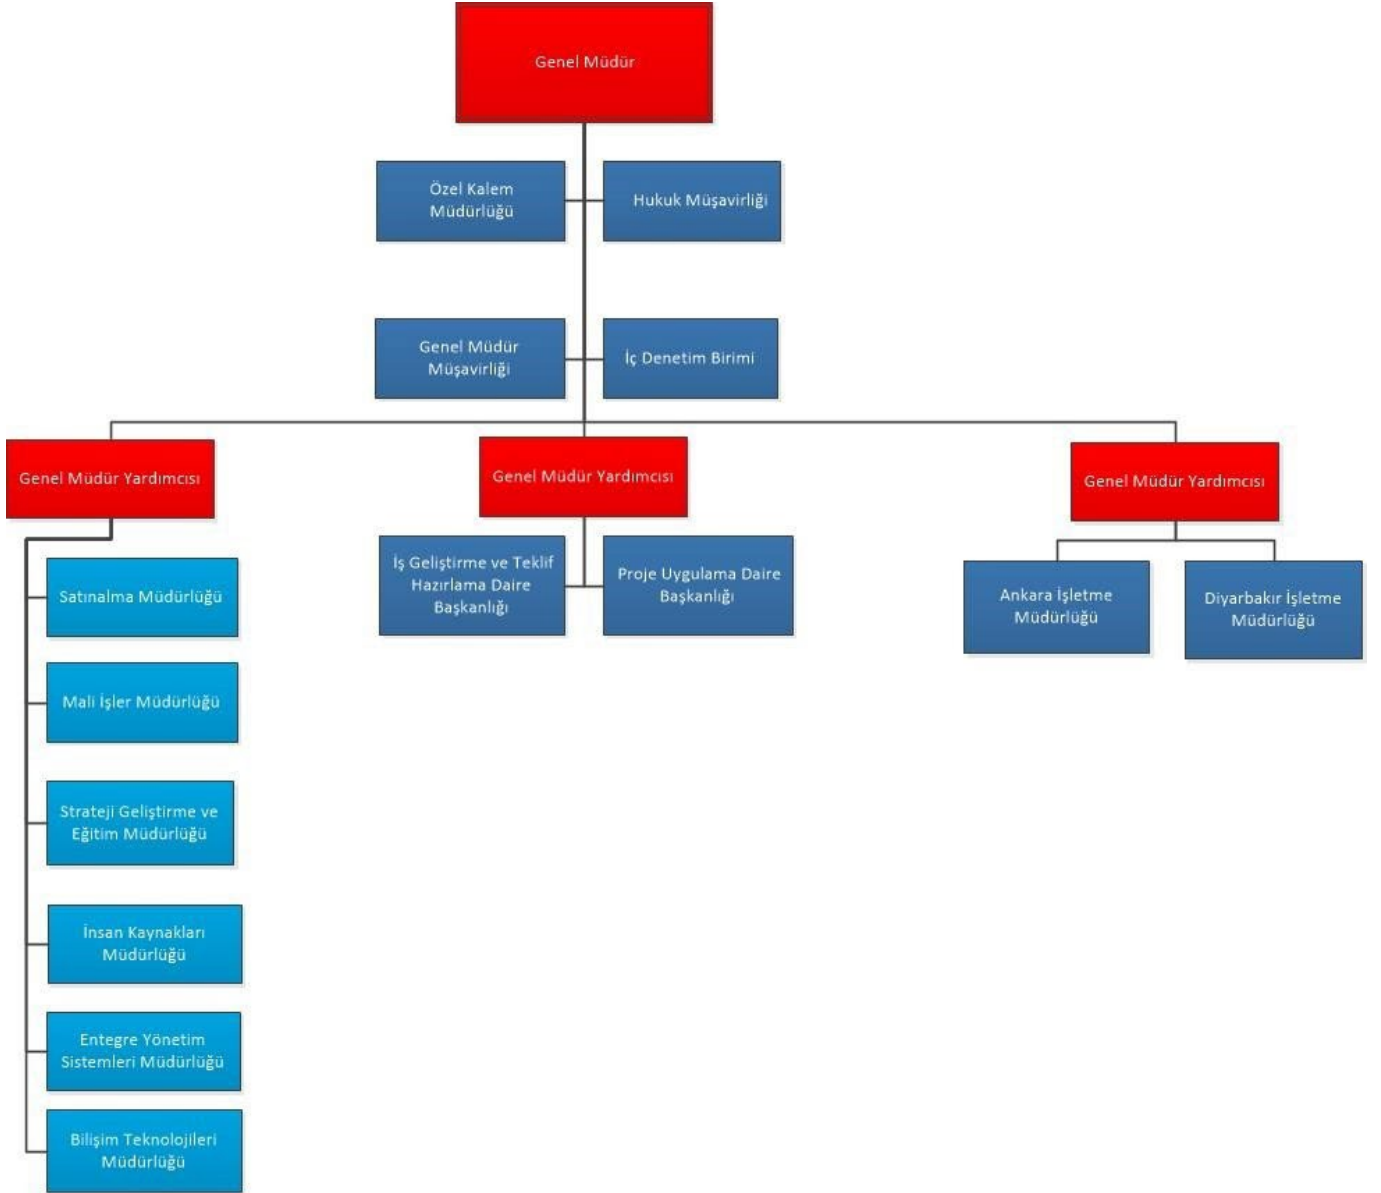 Genel Müdür
Özel Kalem
Müdürlüğü
Hukuk Müşavirliği
Genel Müdür
Müşavirliği
İç Denetim Birimi
Genel Müdür Yardımcısı
Genel Müdür Yardımcısı
Genel Müdür Yardımcısı
İş Geliştirme ve Teklif
Hazırlama Daire
Başkanlığı
Proje Uygulama Daire
Başkanlığı
Ankara İşletme
Müdürlüğü
Diyarbakır İşletme
Müdürlüğü
Satınalma Müdürlüğü
Mali İşler Müdürlüğü
Strateji Geliştirme ve
Eğitim Müdürlüğü
İnsan Kaynakları
Müdürlüğü
Entegre Yönetim
Sistemleri Müdürlüğü
Bilişim Teknolojileri
Müdürlüğü